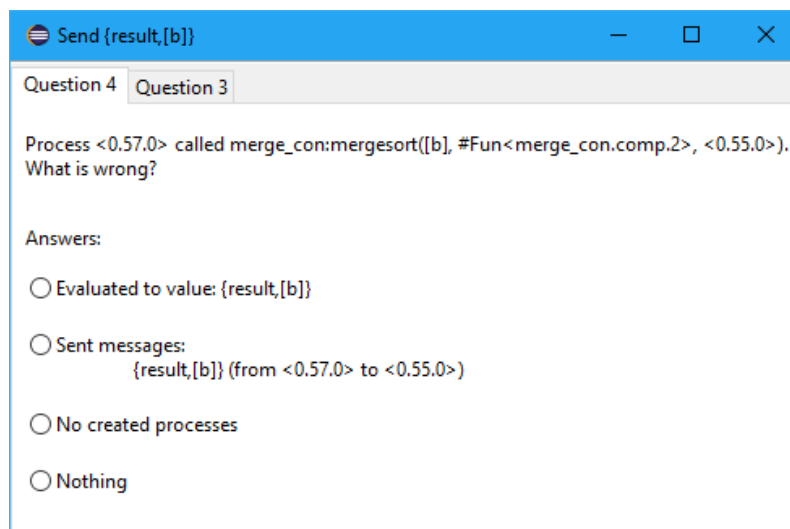 Send {result,[b]}
Question 4 Question 3
Process <0.57.0> called merge_con:mergesort([b], #Fun<merge_con.comp.2>, <0.55.0>).
What is wrong?
Answers:
Evaluated to value: {result,[b]}
Sent messages:
{result,[b]} (from <0.57.0> to <0.55.0>)
No created processes
Nothing